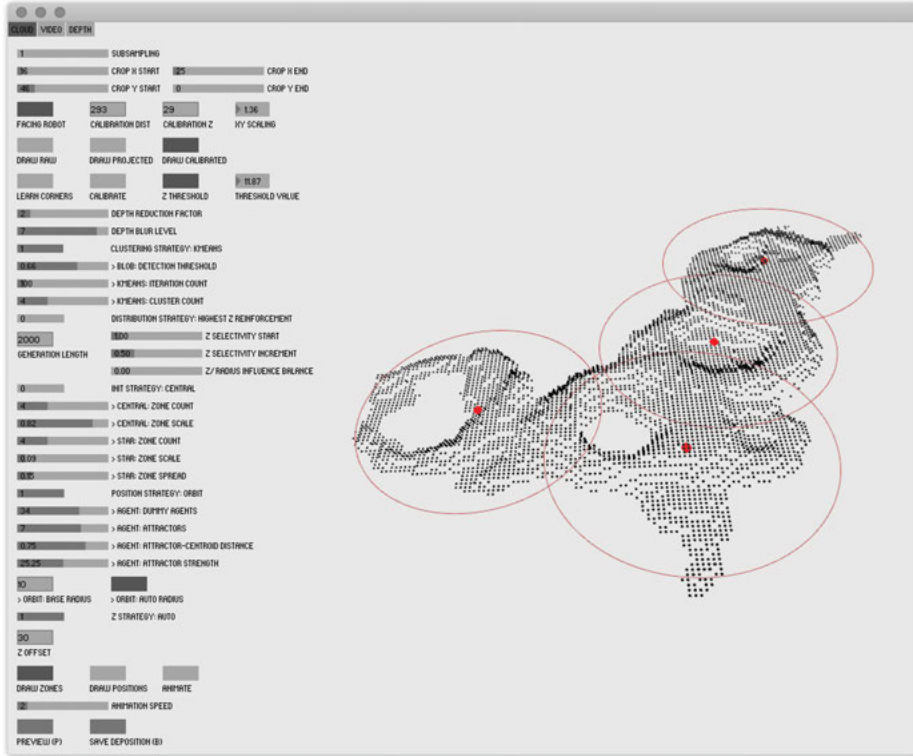 CLOUD VIDEO DEPTH
1 SUBSAMPLING
16 CROP X START 25 CROP X END
46 CROP Y START 0 CROP Y END
293 29 1.36
FACING ROBOT CALIBRATION DIST CALIBRATION Z XY SCALING
DRAW RAW DRAW PROJECTED DRAW CALIBRATED
11.87
LEARN CORNERS CALIBRATE Z THRESHOLD THRESHOLD VALUE
2 DEPTH REDUCTION FACTOR
7 DEPTH BLUR LEVEL
1 CLUSTERING STRATEGY: KMEANS
0.66 > BLOB: DETECTION THRESHOLD
100 > KMEANS: ITERATION COUNT
4 > KMEANS: CLUSTER COUNT
0 DISTRIBUTION STRATEGY: HIGHEST Z REINFORCEMENT
2000 1.00 Z SELECTIVITY START
GENERATION LENGTH 0.50 Z SELECTIVITY INCREMENT
0.00 Z/RADIUS INFLUENCE BALANCE
0 INIT STRATEGY: CENTRAL
4 > CENTRAL: ZONE COUNT
0.82 > CENTRAL: ZONE SCALE
4 > STAR: ZONE COUNT
0.09 > STAR: ZONE SCALE
0.15 > STAR: ZONE SPREAD
1 POSITION STRATEGY: ORBIT
34 > AGENT: DUMMY AGENTS
7 > AGENT: ATTRACTORS
0.75 > AGENT: ATTRACTOR-CENTROID DISTANCE
25.25 > AGENT: ATTRACTOR STRENGTH
10
> ORBIT: BASE RADIUS > ORBIT: AUTO RADIUS
1 Z STRATEGY: AUTO
30
Z OFFSET
DRAW ZONES DRAW POSITIONS ANIMATE
2 ANIMATION SPEED
PREVIEW (P) SAVE DEPOSITION (B)